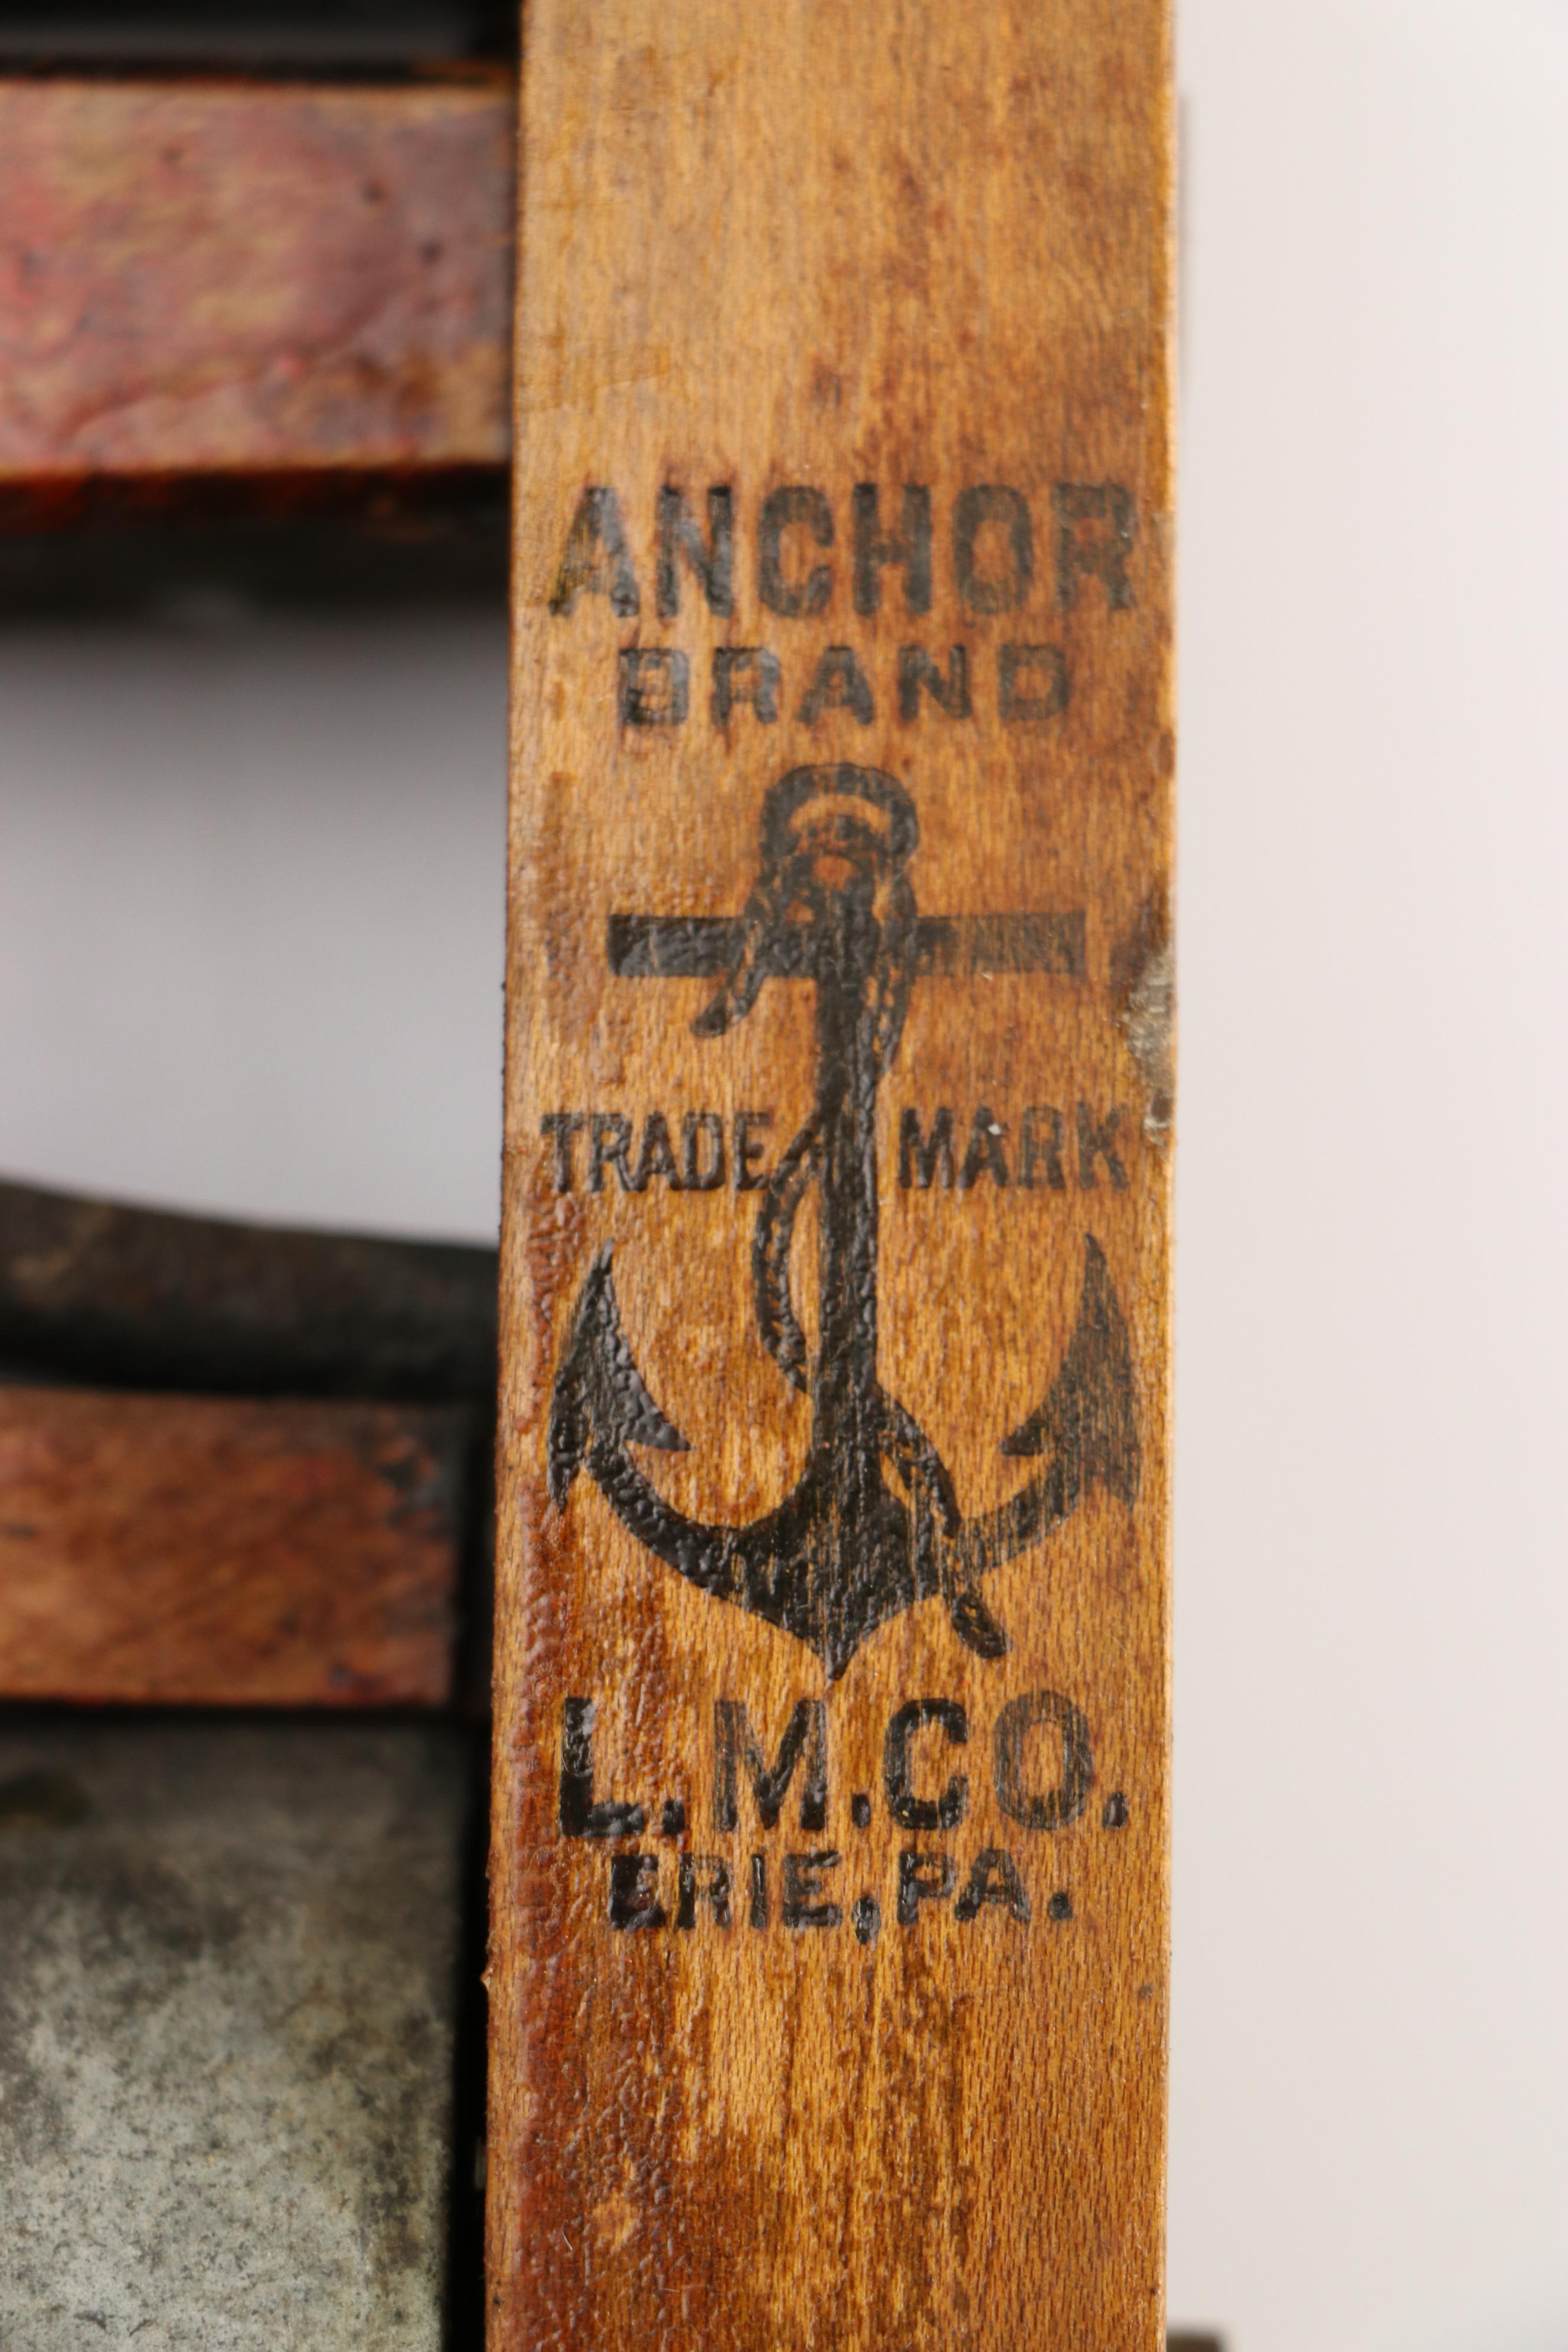 ANCHOR
BRAND
TRADE MARK
L.M.CO.
ERIE, PA.